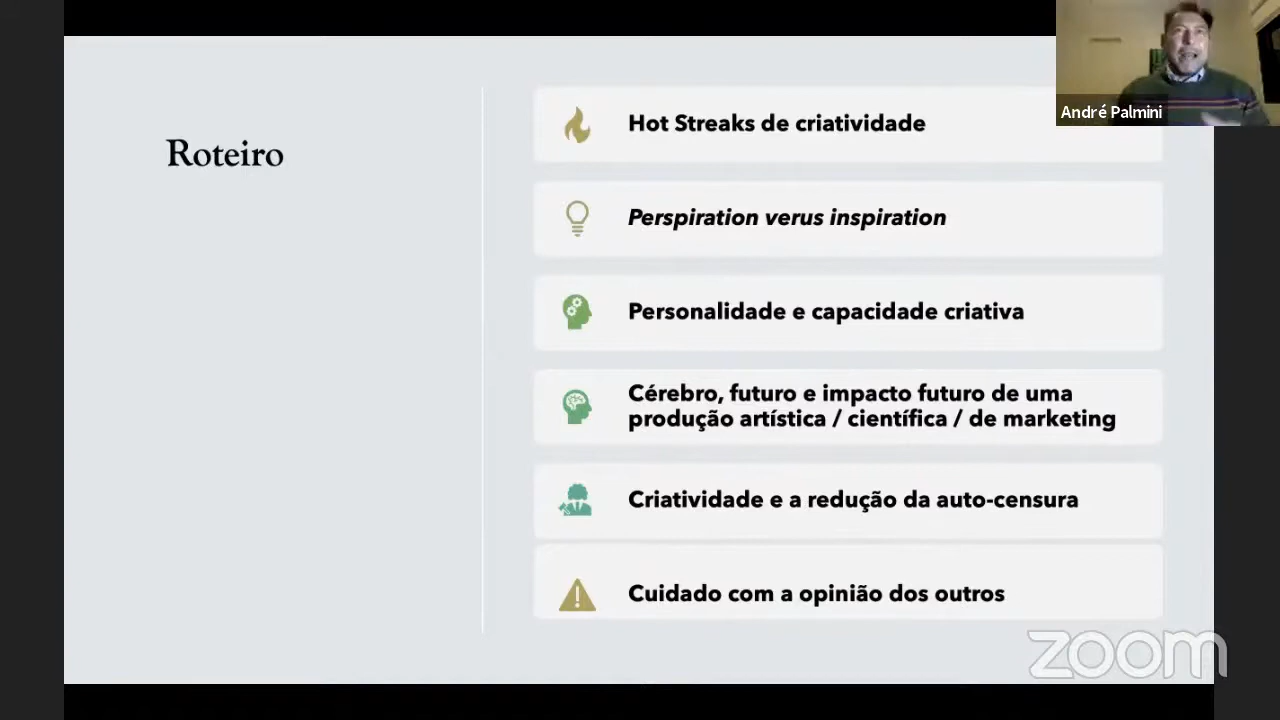 Roteiro
Hot Streaks de criatividade
Perspiration verus inspiration
Personalidade e capacidade criativa
Cérebro, futuro e impacto futuro de uma
produção artística / científica / de marketing
Criatividade e a redução da auto-censura
Cuidado com a opinião dos outros
André Palmini
zoom